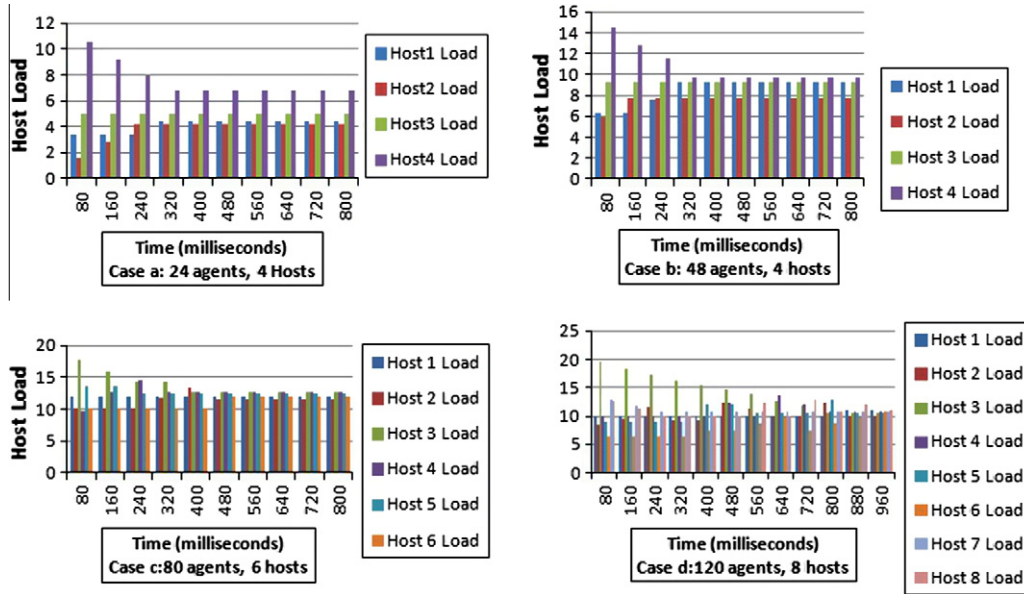 12
10
8
6
4
2
0
Host Load
80 160 240 320 400 480 560 640 720 800
Host1 Load
Host2 Load
Host3 Load
Host4 Load
Time (milliseconds)
Case a: 24 agents, 4 Hosts
16
14
12
10
8
6
4
2
0
Host Load
80 160 240 320 400 480 560 640 720 800
Host 1 Load
Host 2 Load
Host 3 Load
Host 4 Load
Time (milliseconds)
Case b: 48 agents, 4 hosts
20
15
10
5
0
Host Load
80 160 240 320 400 480 560 640 720 800
Host 1 Load
Host 2 Load
Host 3 Load
Host 4 Load
Host 5 Load
Host 6 Load
Time (milliseconds)
Case c:80 agents, 6 hosts
25
20
15
10
5
0
80 160 240 320 400 480 560 640 720 800 880 960
Host 1 Load
Host 2 Load
Host 3 Load
Host 4 Load
Host 5 Load
Host 6 Load
Host 7 Load
Host 8 Load
Time (milliseconds)
Case d:120 agents, 8 hosts